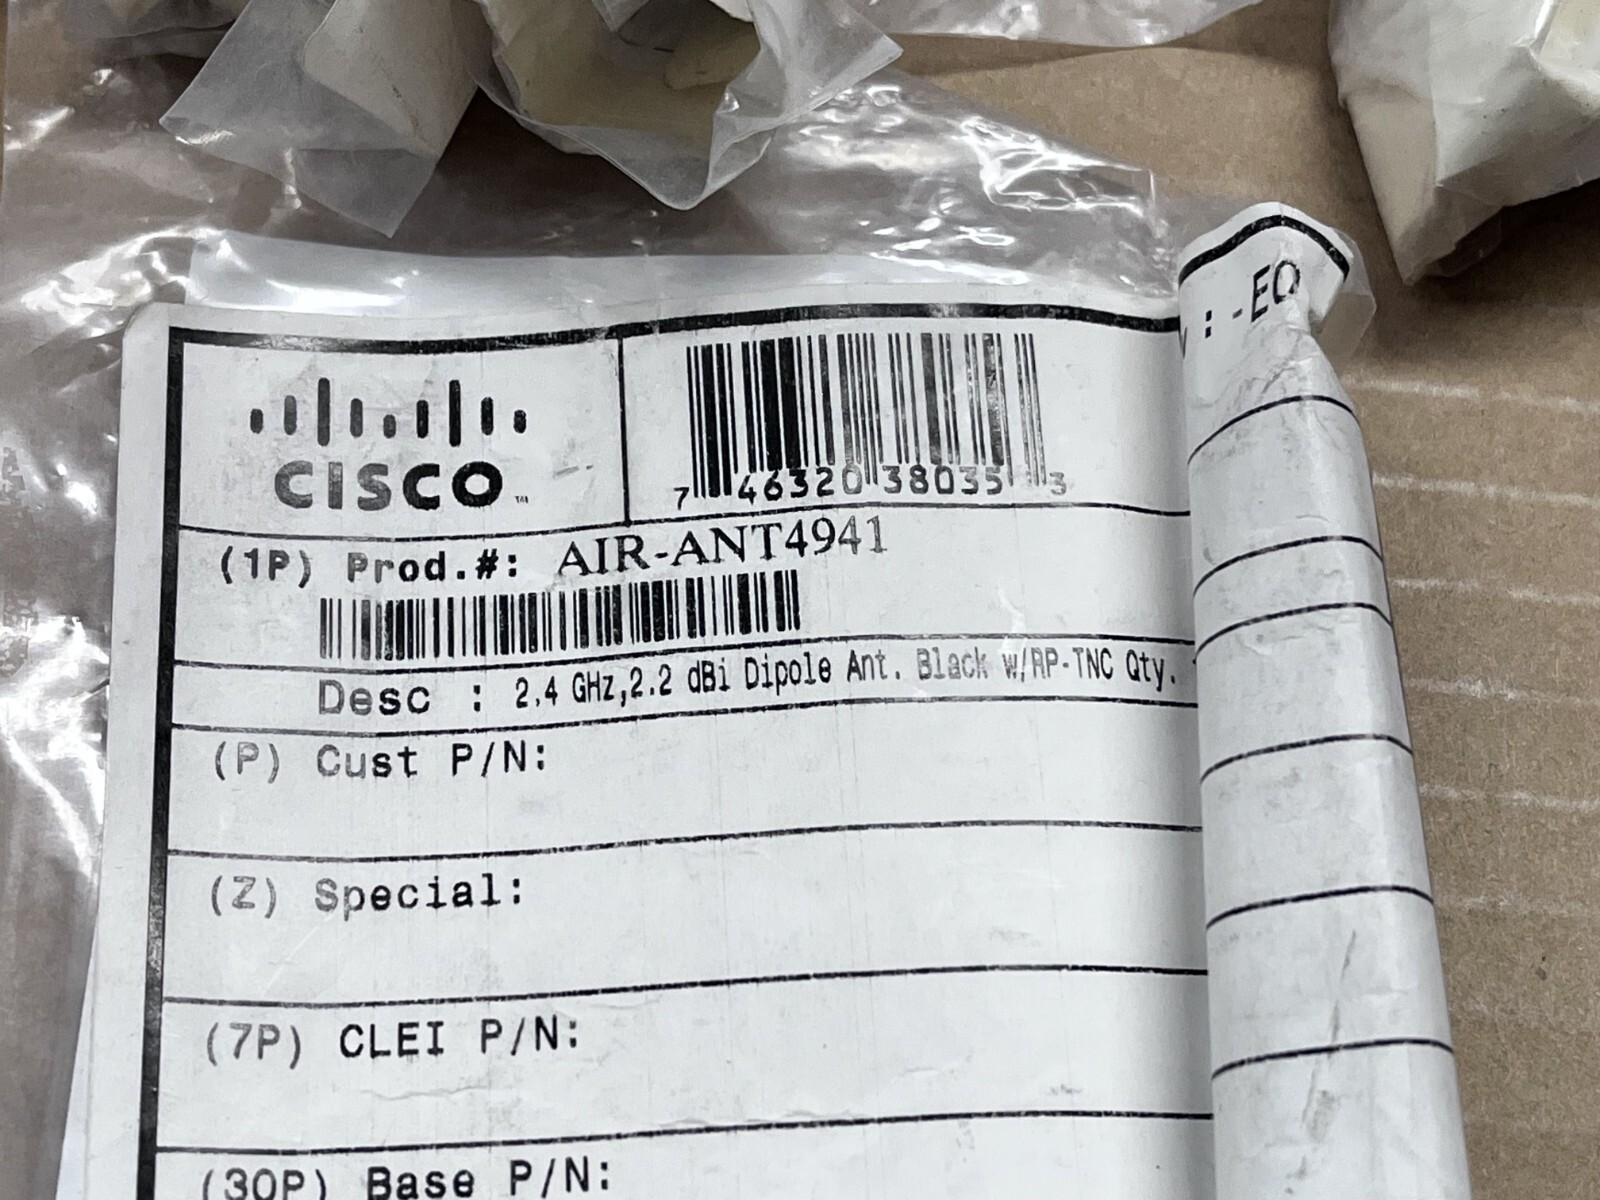 : -E0
CISCO
7 46320 38035 3
(1P) Prod.#: AIR-ANT4941
Desc : 2.4 GHz,2.2 dBi Dipole Ant. Black w/RP-TNC Qty.
(P) Cust P/N:
(Z) Special:
(7P) CLEI P/N:
(30P) Base P/N: